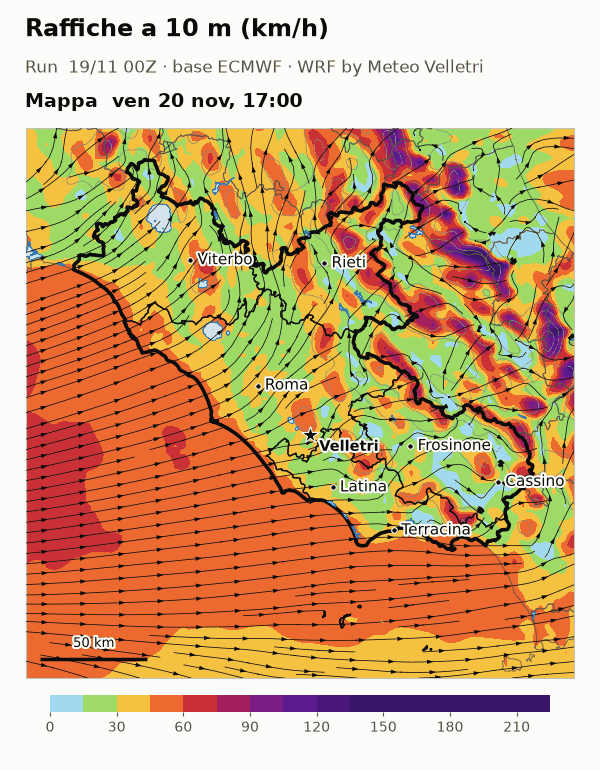 Raffiche a 10 m (km/h)
Run  19/11 00Z · base ECMWF · WRF by Meteo Velletri
Mappa  ven 20 nov, 17:00
Viterbo
Rieti
Roma
Velletri
Frosinone
Cassino
Latina
Terracina
50 km
0 30 60 90 120 150 180 210